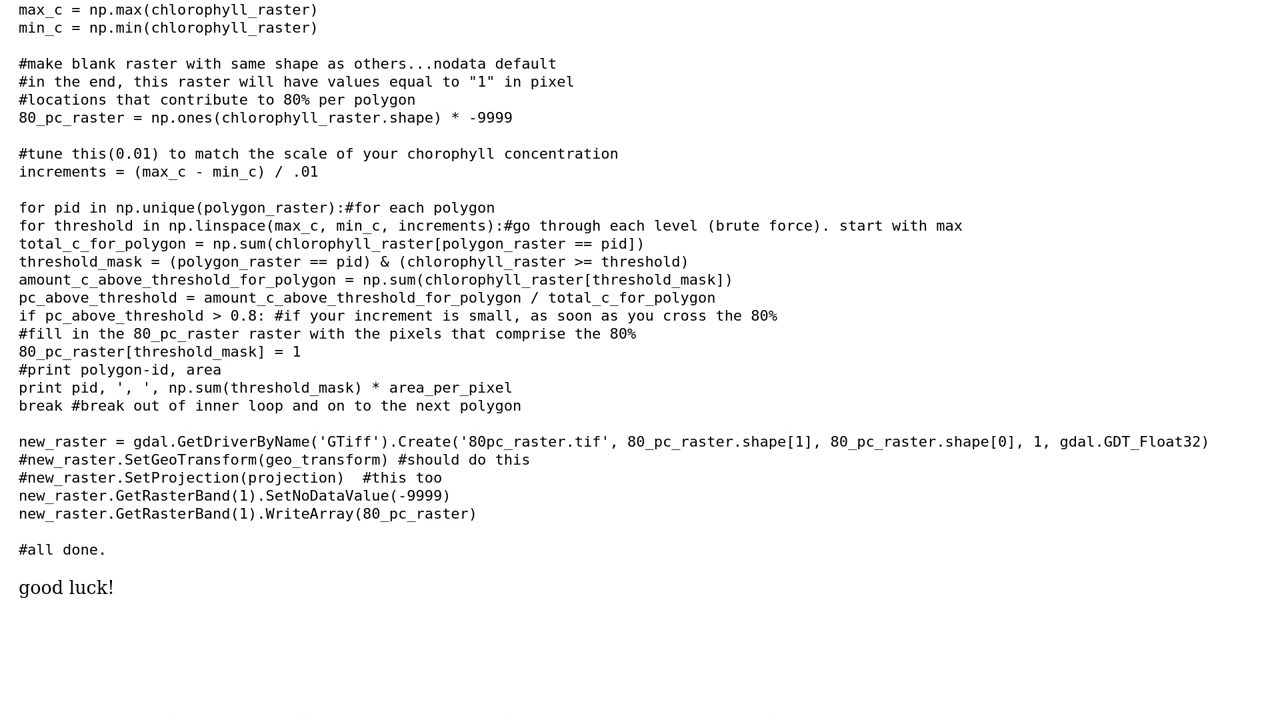 max_c = np.max(chlorophyll_raster)
min_c = np.min(chlorophyll_raster)

#make blank raster with same shape as others...nodata default
#in the end, this raster will have values equal to "1" in pixel
#locations that contribute to 80% per polygon
80_pc_raster = np.ones(chlorophyll_raster.shape) * -9999

#tune this(0.01) to match the scale of your chorophyll concentration
increments = (max_c - min_c) / .01

for pid in np.unique(polygon_raster):#for each polygon
for threshold in np.linspace(max_c, min_c, increments):#go through each level (brute force). start with max
total_c_for_polygon = np.sum(chlorophyll_raster[polygon_raster == pid])
threshold_mask = (polygon_raster == pid) & (chlorophyll_raster >= threshold)
amount_c_above_threshold_for_polygon = np.sum(chlorophyll_raster[threshold_mask])
pc_above_threshold = amount_c_above_threshold_for_polygon / total_c_for_polygon
if pc_above_threshold > 0.8: #if your increment is small, as soon as you cross the 80%
#fill in the 80_pc_raster raster with the pixels that comprise the 80%
80_pc_raster[threshold_mask] = 1
#print polygon-id, area
print pid, ', ', np.sum(threshold_mask) * area_per_pixel
break #break out of inner loop and on to the next polygon

new_raster = gdal.GetDriverByName('GTiff').Create('80pc_raster.tif', 80_pc_raster.shape[1], 80_pc_raster.shape[0], 1, gdal.GDT_Float32)
#new_raster.SetGeoTransform(geo_transform) #should do this
#new_raster.SetProjection(projection)  #this too
new_raster.GetRasterBand(1).SetNoDataValue(-9999)
new_raster.GetRasterBand(1).WriteArray(80_pc_raster)

#all done.

good luck!